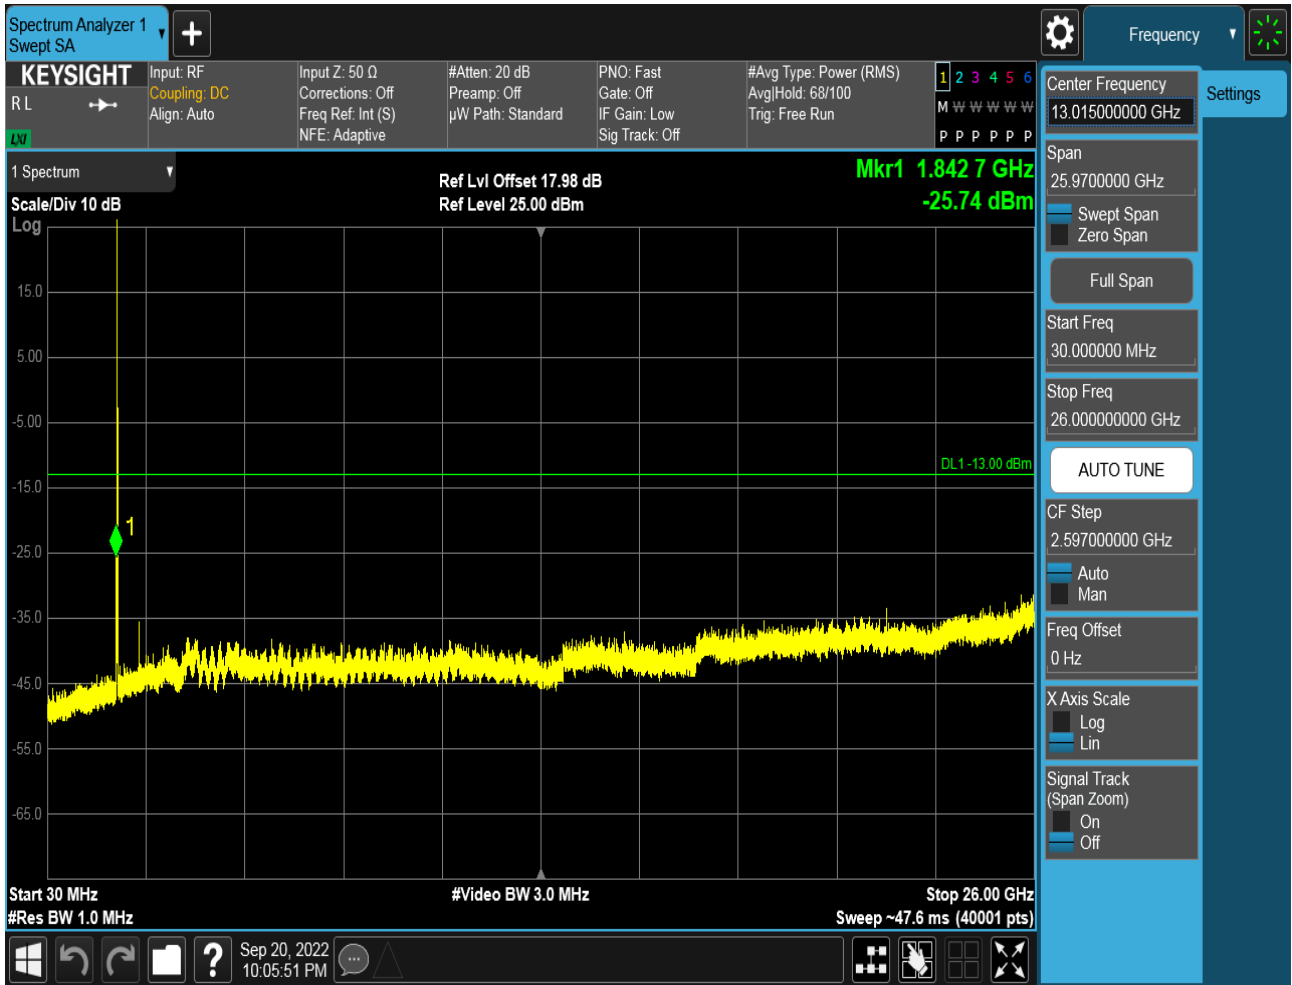 Spectrum Analyzer 1
Swept SA
Frequency
KEYSIGHT
R L
LXI
Input: RF
Coupling: DC
Align: Auto
Input Z: 50 Ω
Corrections: Off
Freq Ref: Int (S)
NFE: Adaptive
#Atten: 20 dB
Preamp: Off
µW Path: Standard
PNO: Fast
Gate: Off
IF Gain: Low
Sig Track: Off
#Avg Type: Power (RMS)
Avg|Hold: 68/100
Trig: Free Run
1 2 3 4 5 6
M W W W W W
P P P P P P
1 Spectrum
Scale/Div 10 dB
Log
Ref Lvl Offset 17.98 dB
Ref Level 25.00 dBm
Mkr1 1.842 7 GHz
-25.74 dBm
15.0
5.00
-5.00
DL1 -13.00 dBm
-15.0
1
-25.0
-35.0
-45.0
-55.0
-65.0
Start 30 MHz
#Res BW 1.0 MHz
#Video BW 3.0 MHz
Stop 26.00 GHz
Sweep ~47.6 ms (40001 pts)
Center Frequency
13.015000000 GHz
Settings
Span
25.9700000 GHz
Swept Span
Zero Span
Full Span
Start Freq
30.000000 MHz
Stop Freq
26.000000000 GHz
AUTO TUNE
CF Step
2.597000000 GHz
Auto
Man
Freq Offset
0 Hz
X Axis Scale
Log
Lin
Signal Track
(Span Zoom)
On
Off
?
Sep 20, 2022
10:05:51 PM